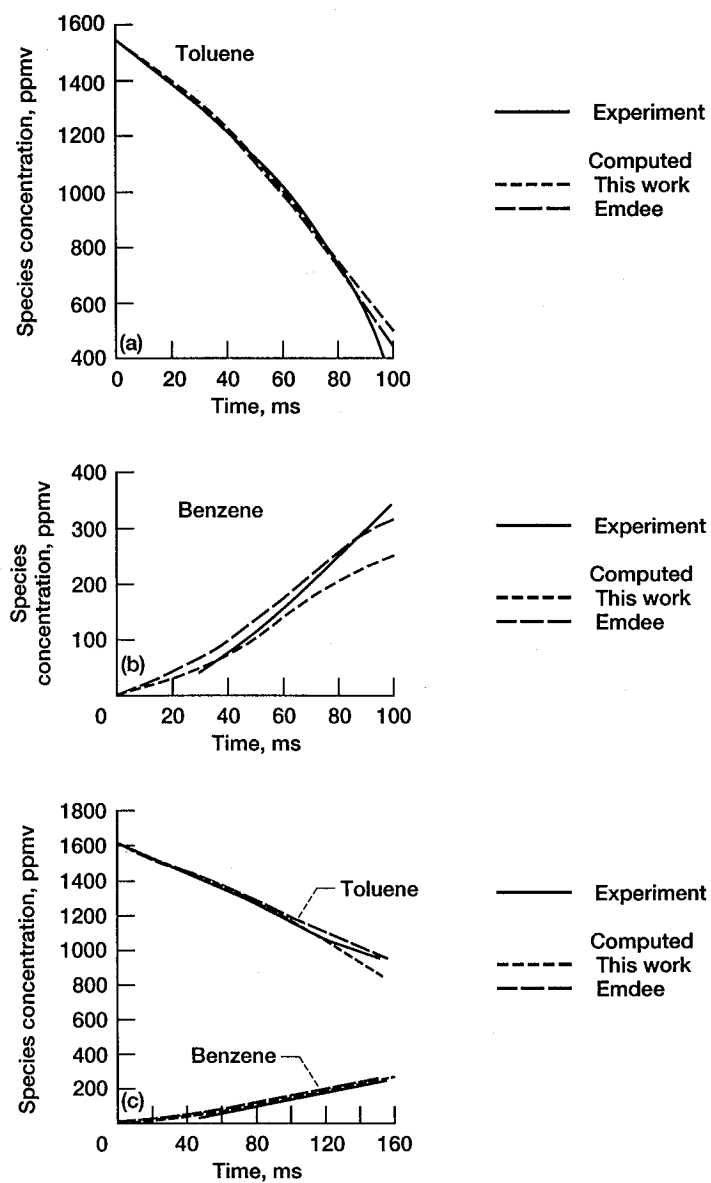 1600
Toluene
1400
1200
1000
800
600
400
(a)
0 20 40 60 80 100
Time, ms
Species concentration, ppmv
Experiment
Computed
This work
Emdee
400
Benzene
300
200
100
(b)
0 20 40 60 80 100
Time, ms
Species
concentration, ppmv
Experiment
Computed
This work
Emdee
1800
1600
1400
Toluene
1200
1000
800
600
400
Benzene
200
(c)
0 40 80 120 160
Time, ms
Species concentration, ppmv
Experiment
Computed
This work
Emdee